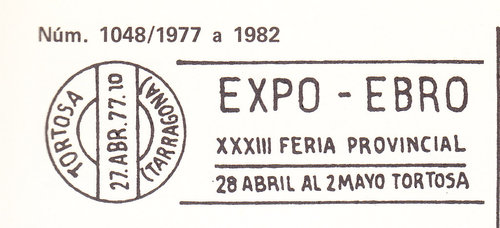 Núm. 1048/1977 a 1982
TORTOSA
27.ABR.77.10
(TARRAGONA)
EXPO - EBRO
XXXIII FERIA PROVINCIAL
28 ABRIL AL 2 MAYO TORTOSA